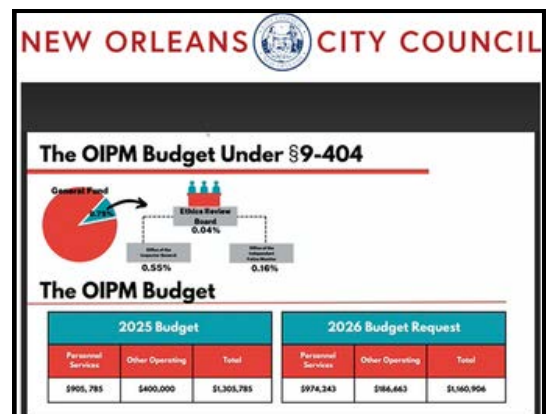 NEW ORLEANS CITY COUNCIL
The OIPM Budget Under §9-404
General Fund
0.75%
Ethics Review
Board
0.04%
Office of the
Inspector General
0.55%
Office of the
Independent
Police Monitor
0.16%
The OIPM Budget
2025 Budget
Personnel Services Other Operating Total
$905, 785 $400,000 $1,305,785
2026 Budget Request
Personnel Services Other Operating Total
$974,243 $186,663 $1,160,906